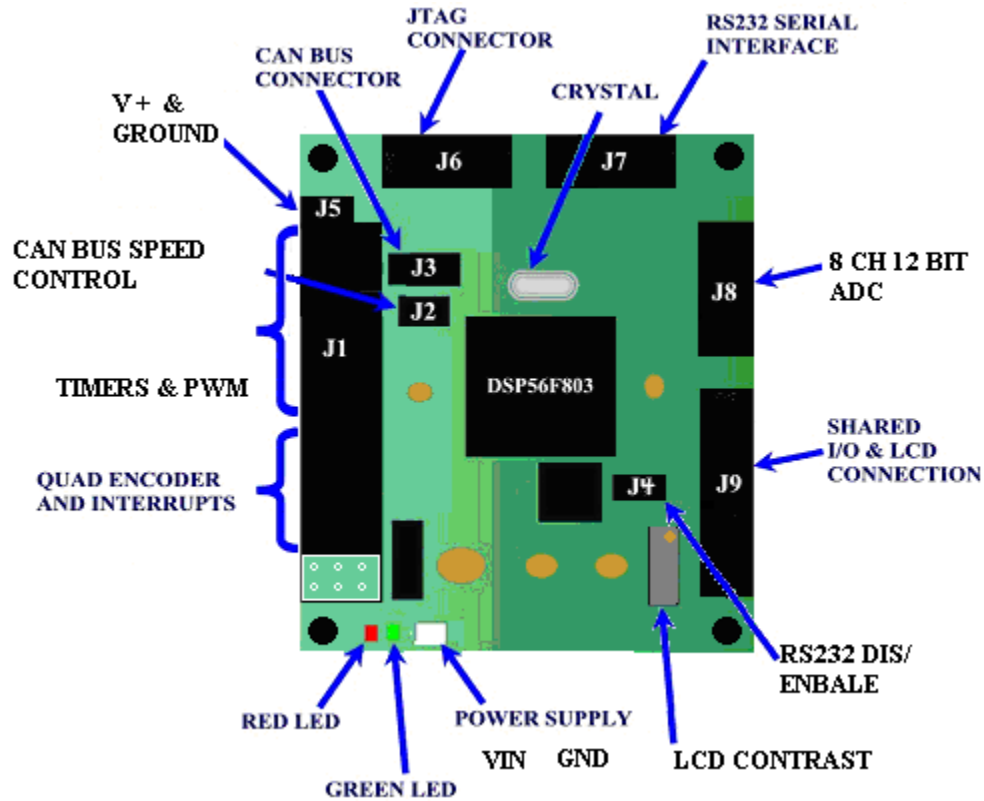 JTAG
CONNECTOR
RS232 SERIAL
INTERFACE
CAN BUS
CONNECTOR
CRYSTAL
V+ &
GROUND
J6
J7
J5
CAN BUS SPEED
CONTROL
J3
8 CH 12 BIT
ADC
J8
J2
J1
TIMERS & PWM
DSP56F803
SHARED
I/O & LCD
CONNECTION
QUAD ENCODER
AND INTERRUPTS
J4
J9
RS232 DIS/
ENBALE
RED LED
POWER SUPPLY
VIN GND
LCD CONTRAST
GREEN LED